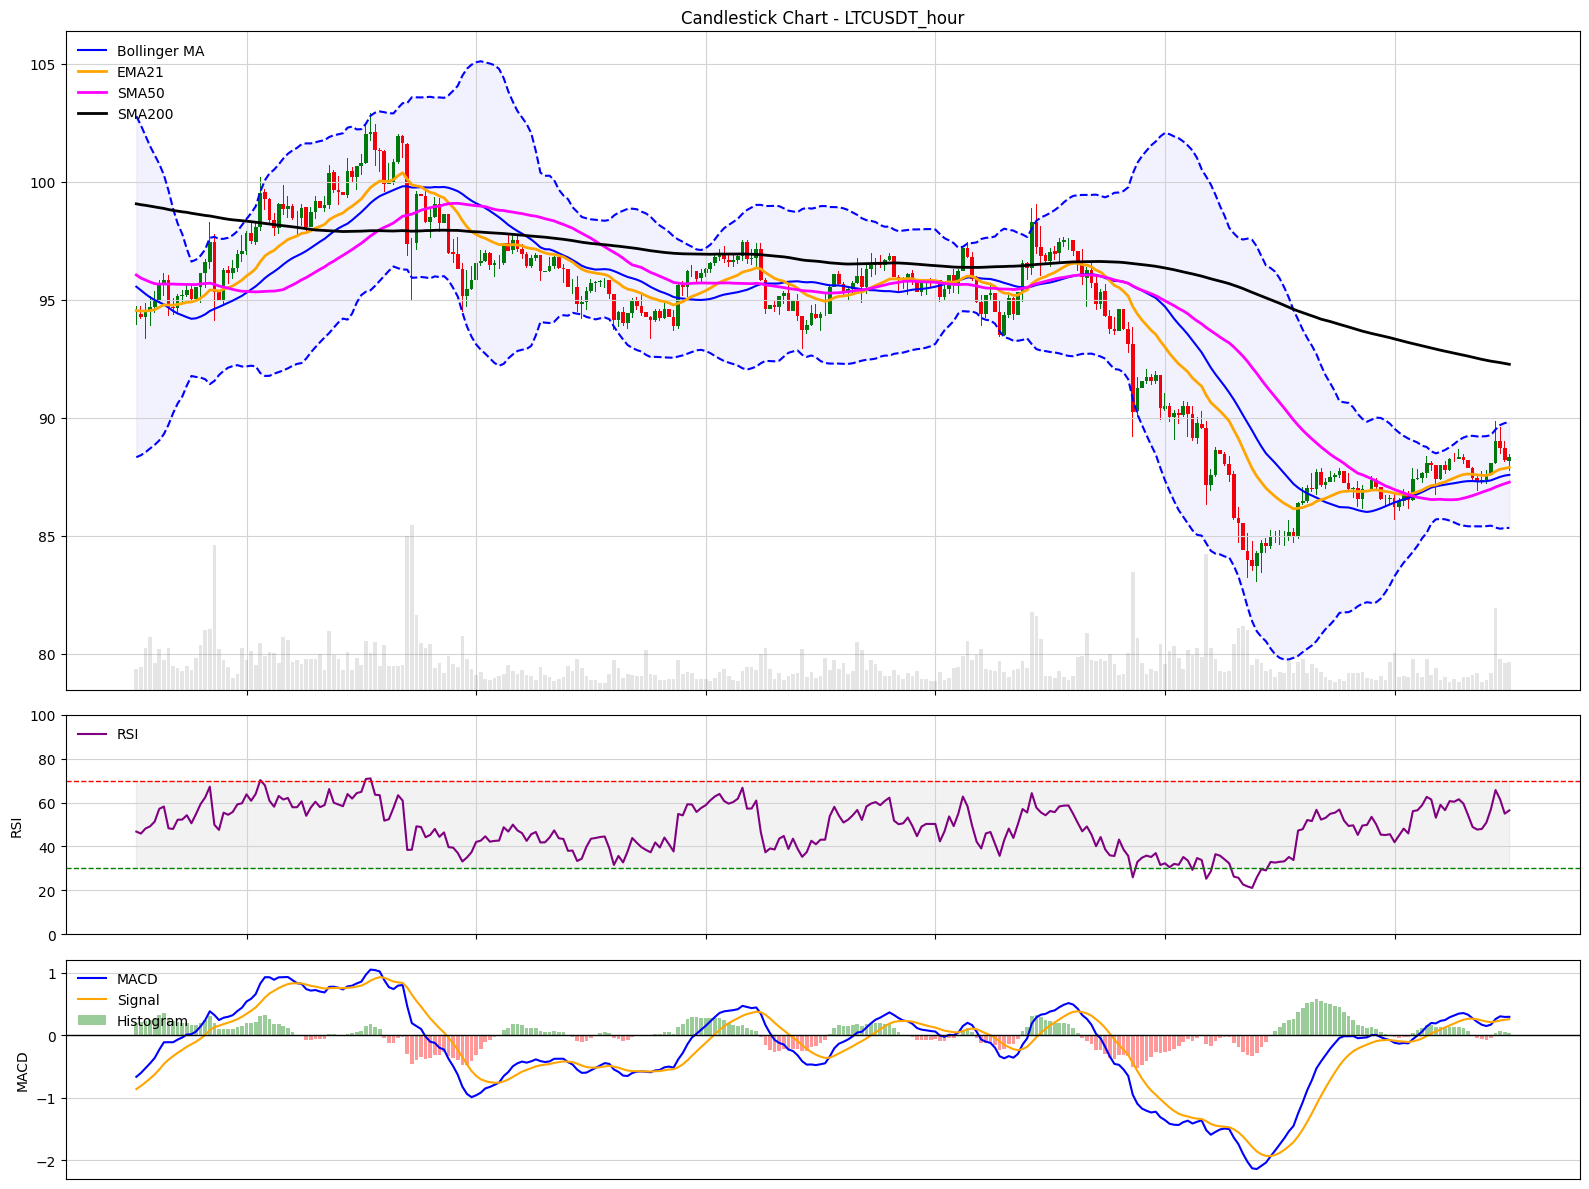 Candlestick Chart - LTCUSDT_hour
Bollinger MA
EMA21
SMA50
SMA200
105
100
95
90
85
80
RSI
RSI
100
80
60
40
20
0
MACD
Signal
Histogram
MACD
1
0
−1
−2